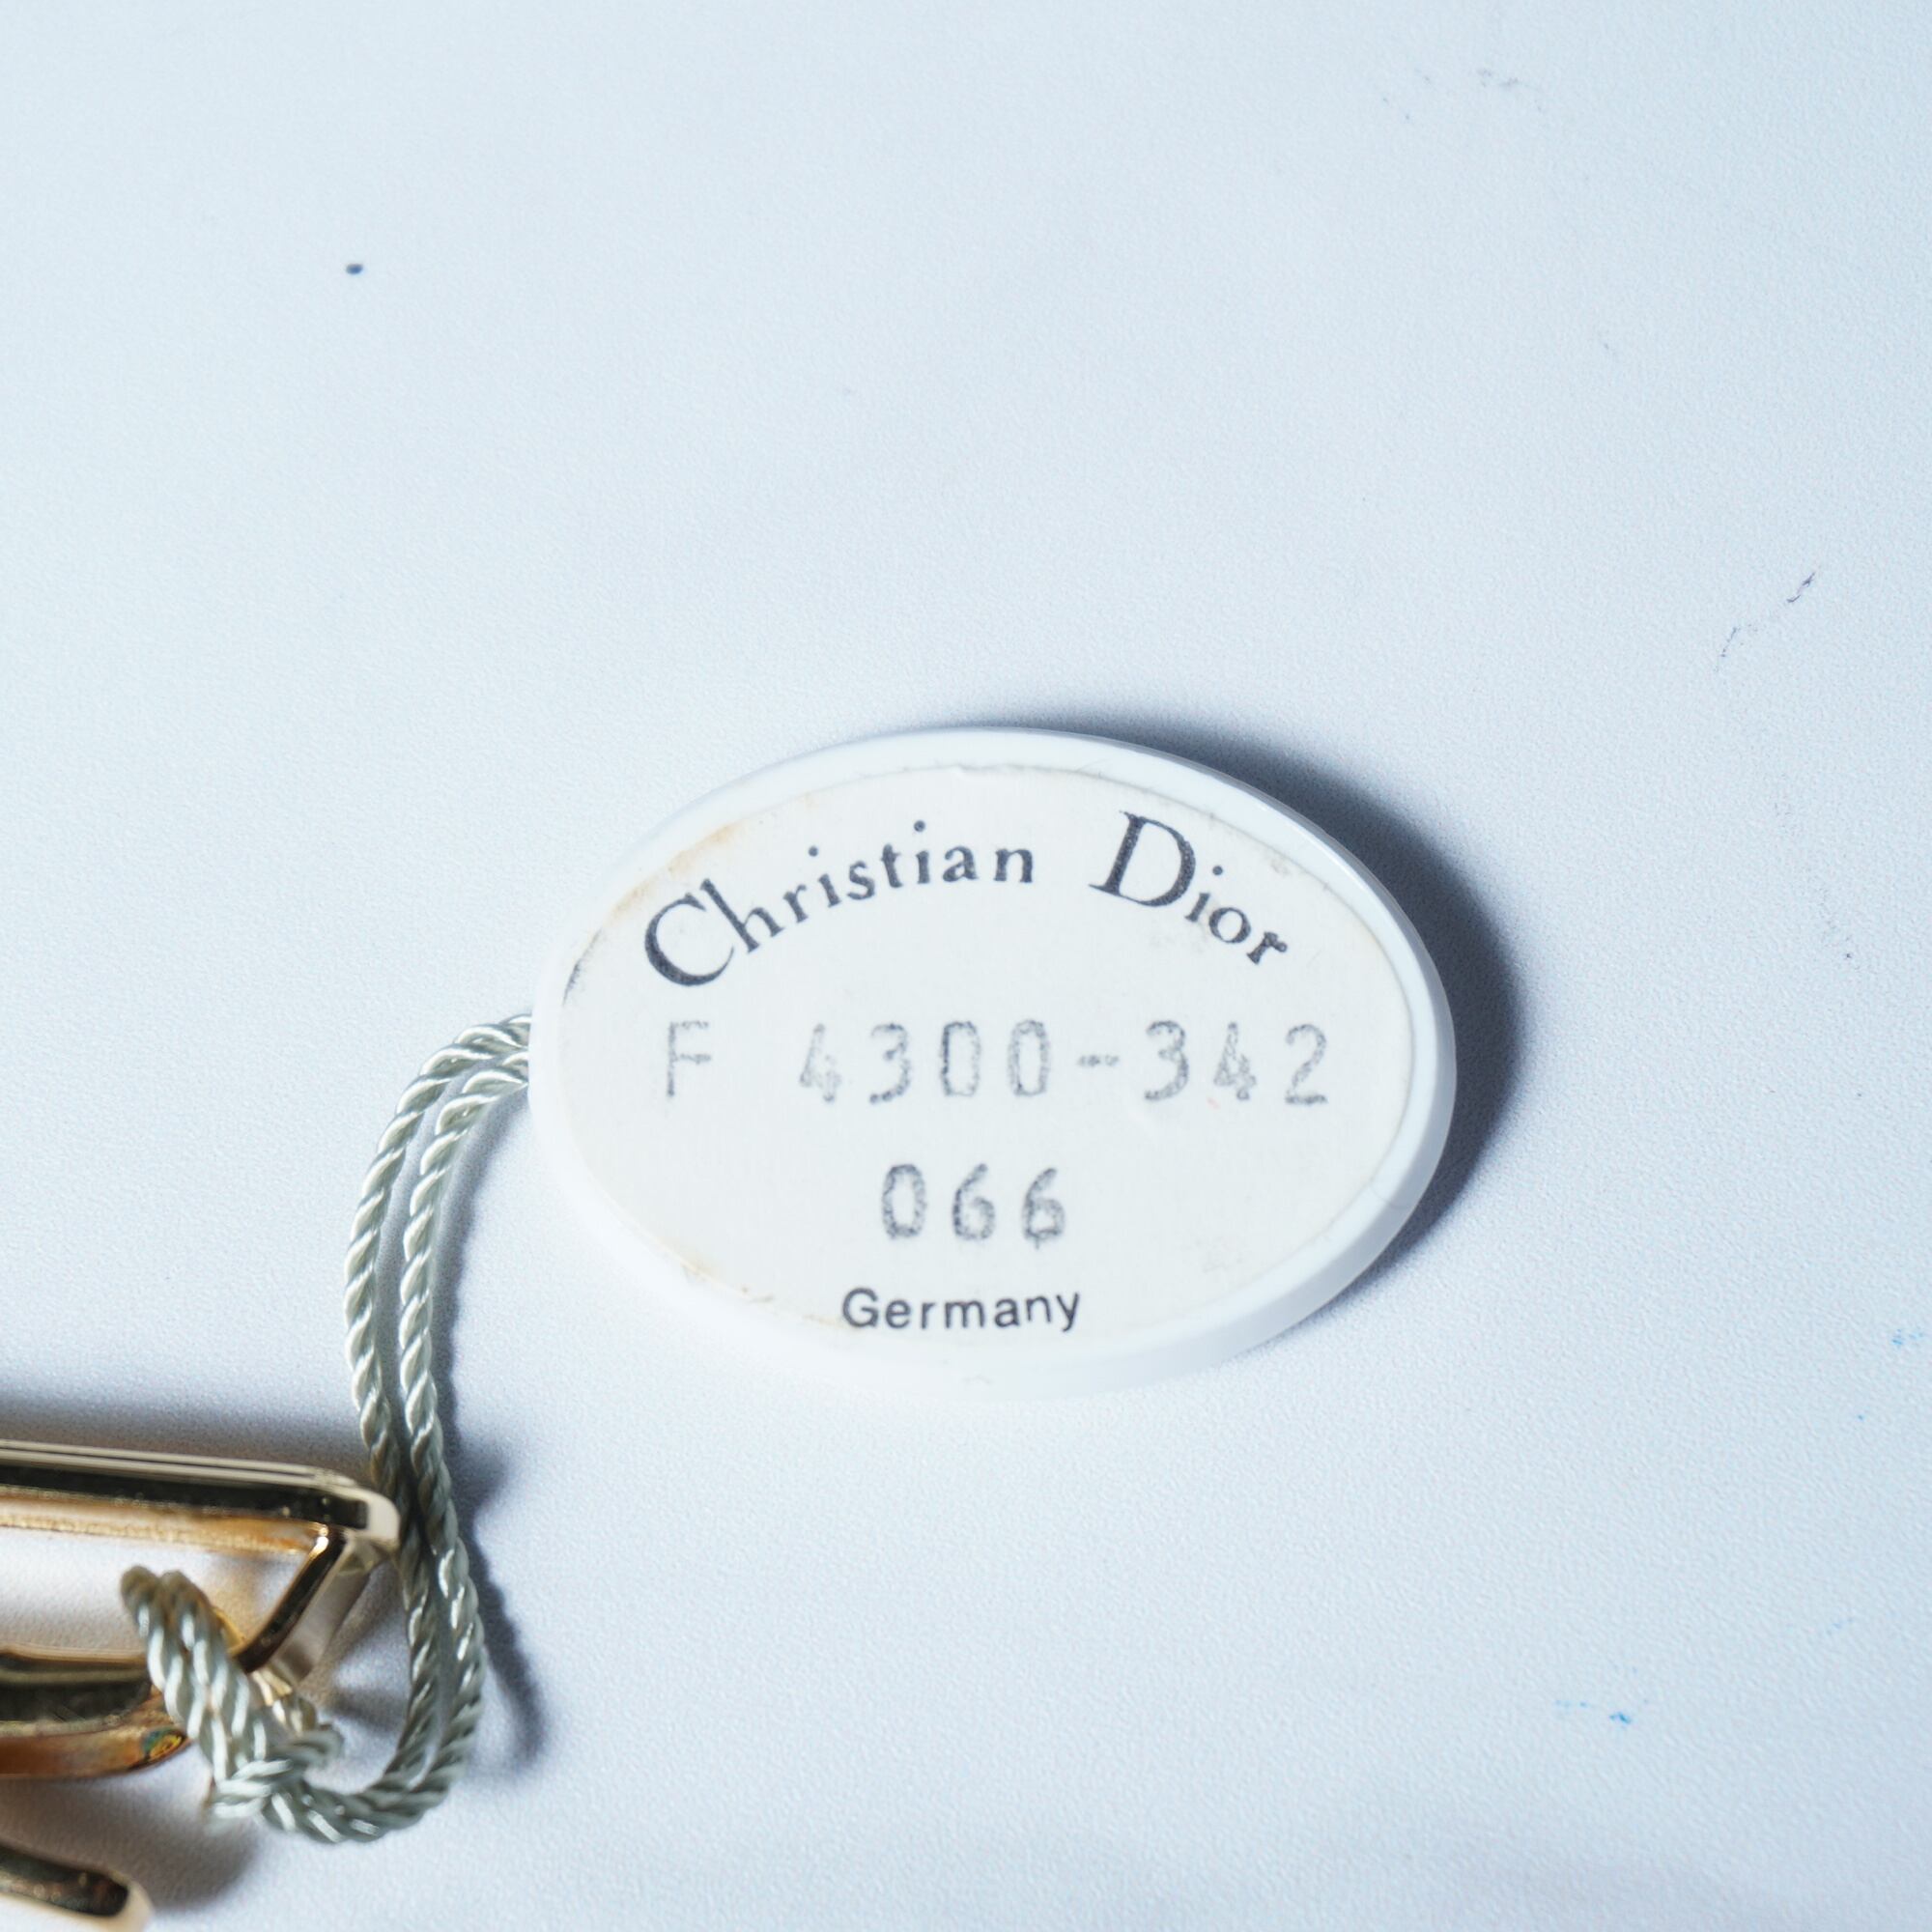 Christian Dior
F 4300-342
066
Germany